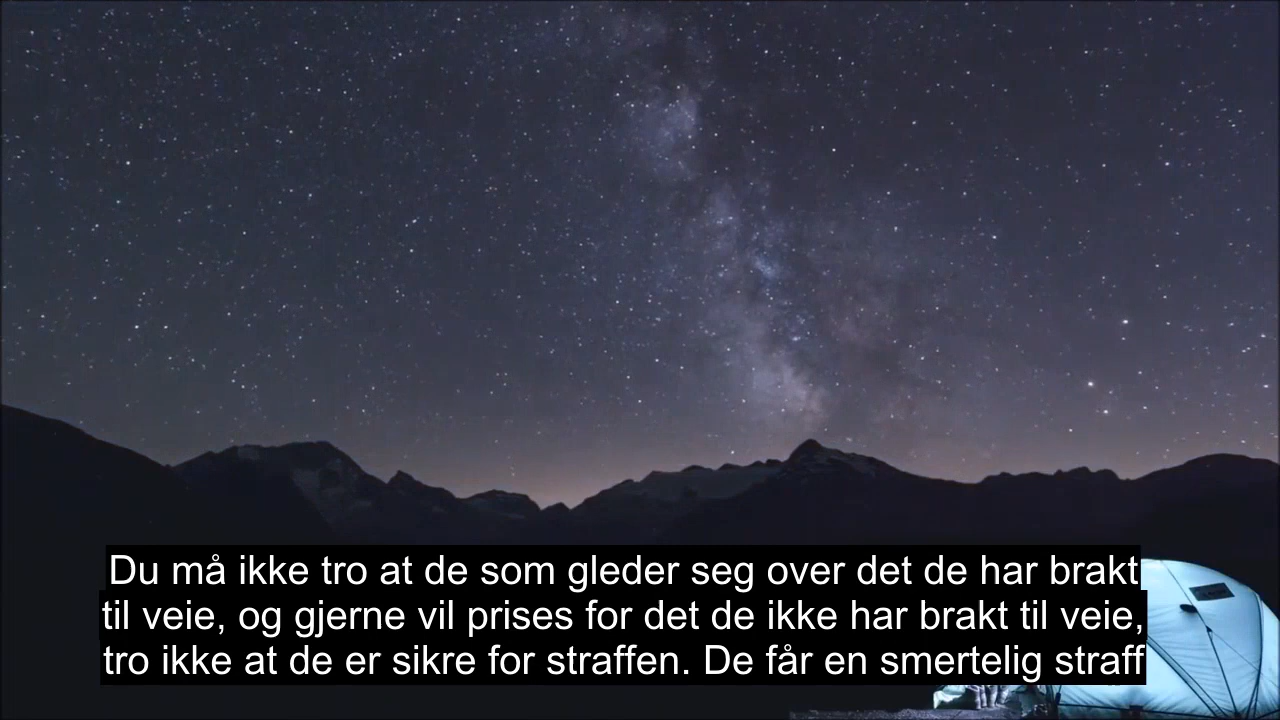 Du må ikke tro at de som gleder seg over det de har brakt
til veie, og gjerne vil prises for det de ikke har brakt til veie,
tro ikke at de er sikre for straffen. De får en smertelig straff